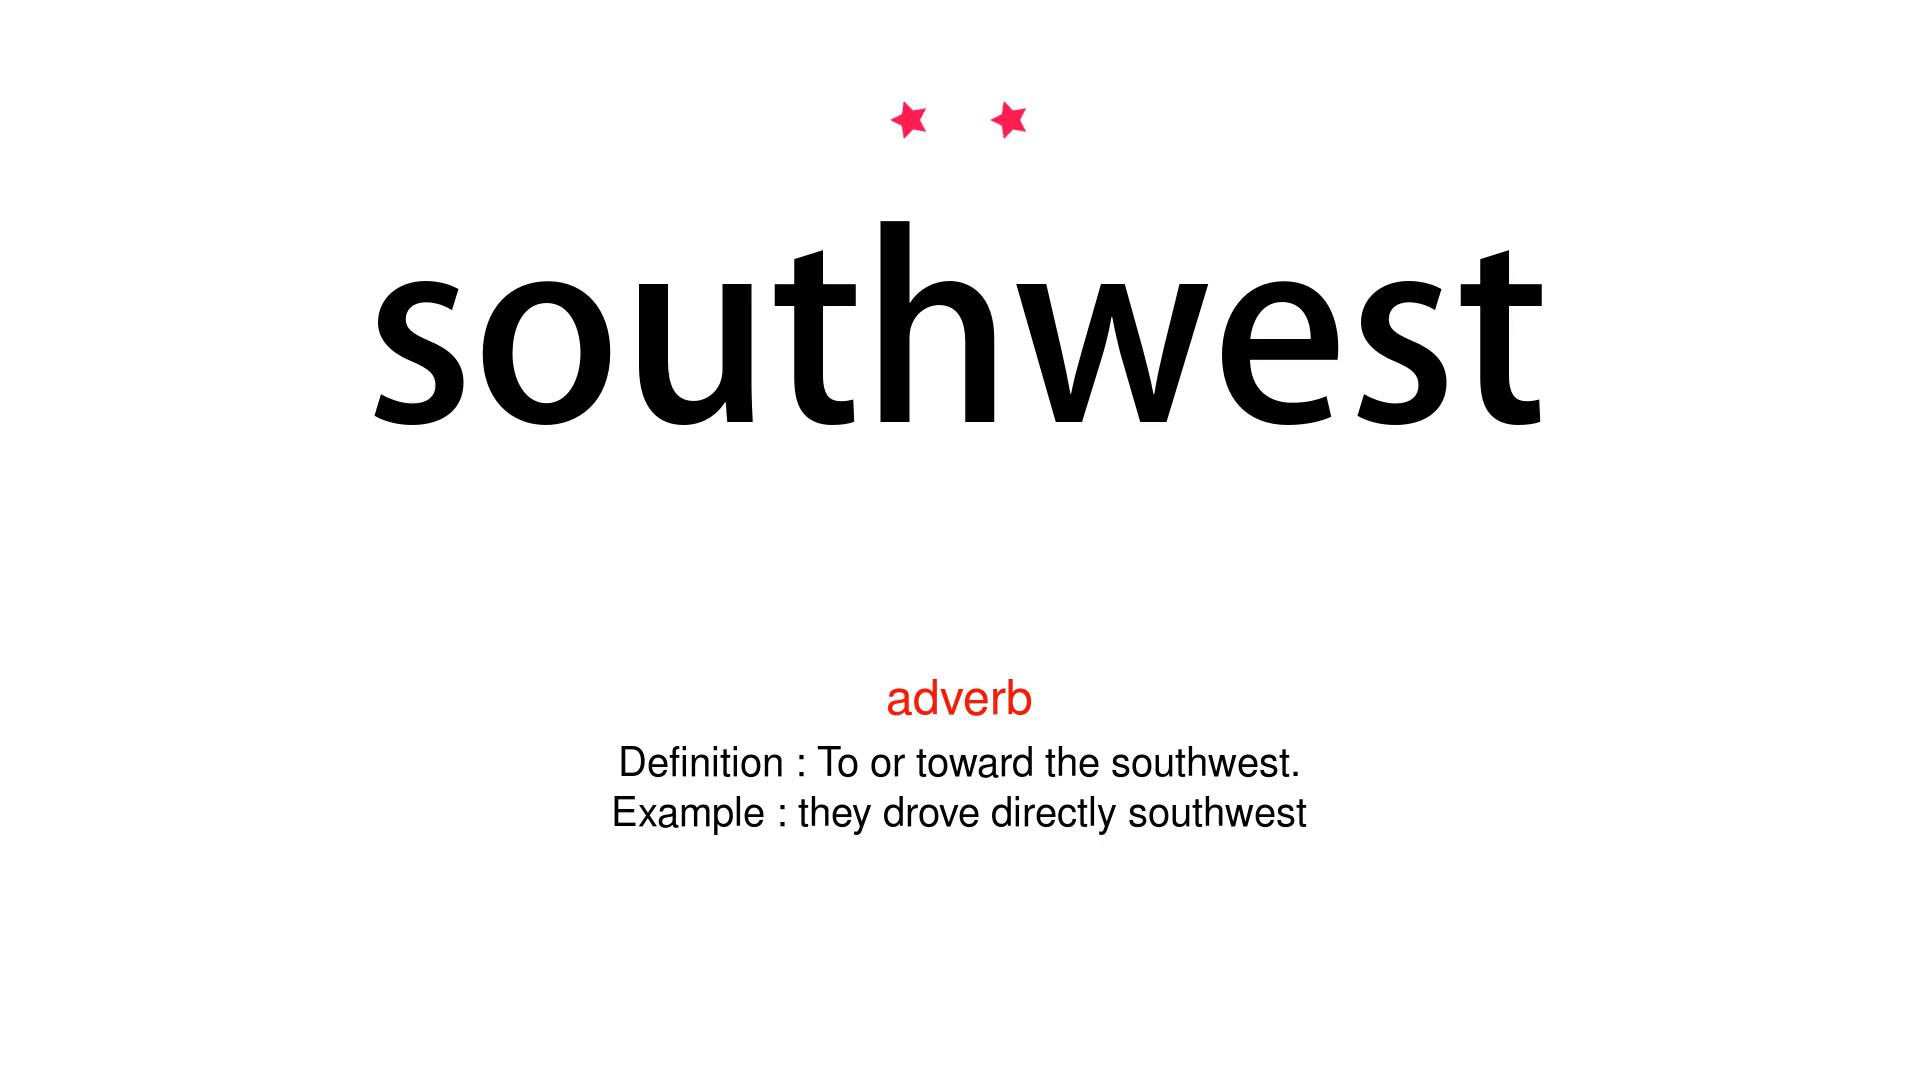 southwest
adverb
Definition : To or toward the southwest.
Example : they drove directly southwest